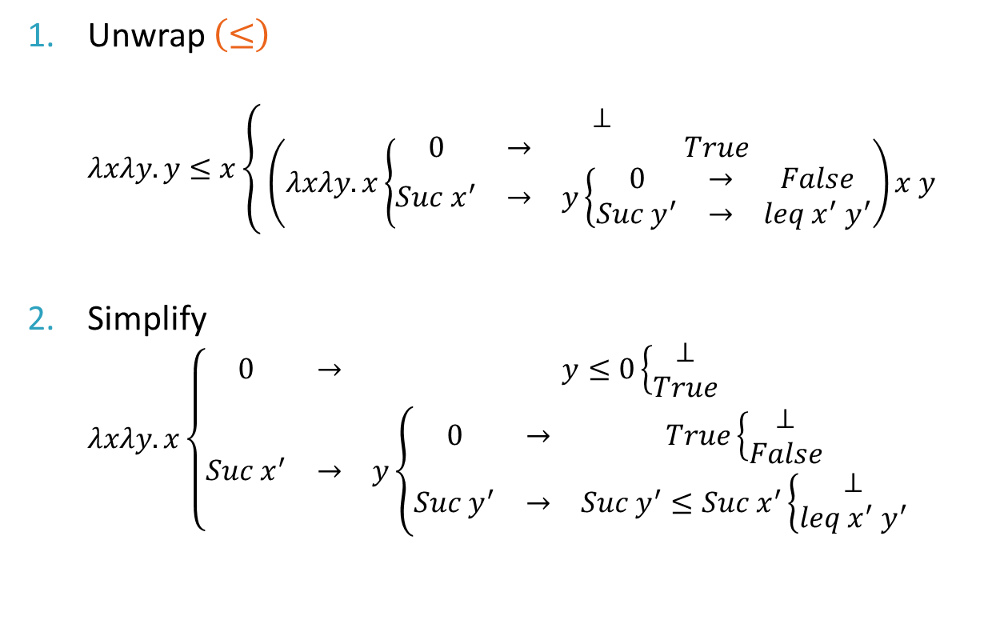 1. Unwrap (≤)
⊥
0 → True
λxλy. y ≤ x { ( λxλy. x { Suc x′ → y { 0 → False
Suc y′ → leq x′ y′ ) x y
2. Simplify
0 → y ≤ 0 { ⊥
True
λxλy. x { 0 → True { ⊥
False
Suc x′ → y { Suc y′ → Suc y′ ≤ Suc x′ { ⊥
leq x′ y′